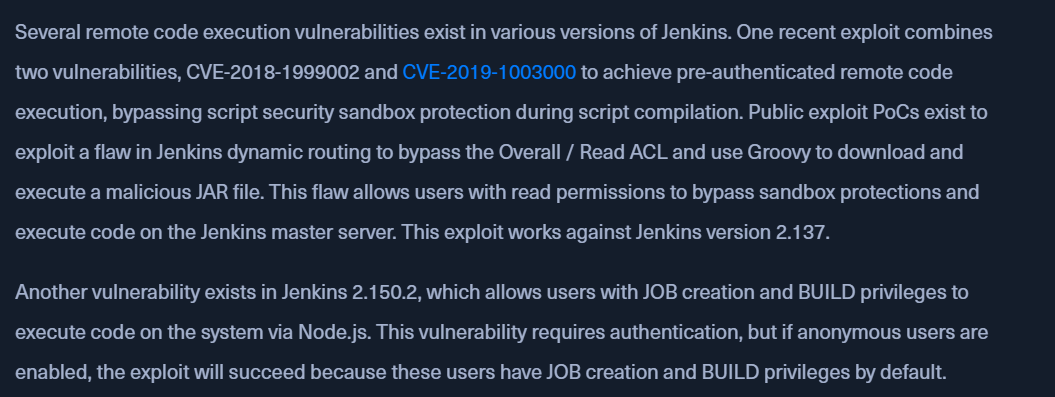 Several remote code execution vulnerabilities exist in various versions of Jenkins. One recent exploit combines
two vulnerabilities, CVE-2018-1999002 and CVE-2019-1003000 to achieve pre-authenticated remote code
execution, bypassing script security sandbox protection during script compilation. Public exploit PoCs exist to
exploit a flaw in Jenkins dynamic routing to bypass the Overall / Read ACL and use Groovy to download and
execute a malicious JAR file. This flaw allows users with read permissions to bypass sandbox protections and
execute code on the Jenkins master server. This exploit works against Jenkins version 2.137.
Another vulnerability exists in Jenkins 2.150.2, which allows users with JOB creation and BUILD privileges to
execute code on the system via Node.js. This vulnerability requires authentication, but if anonymous users are
enabled, the exploit will succeed because these users have JOB creation and BUILD privileges by default.